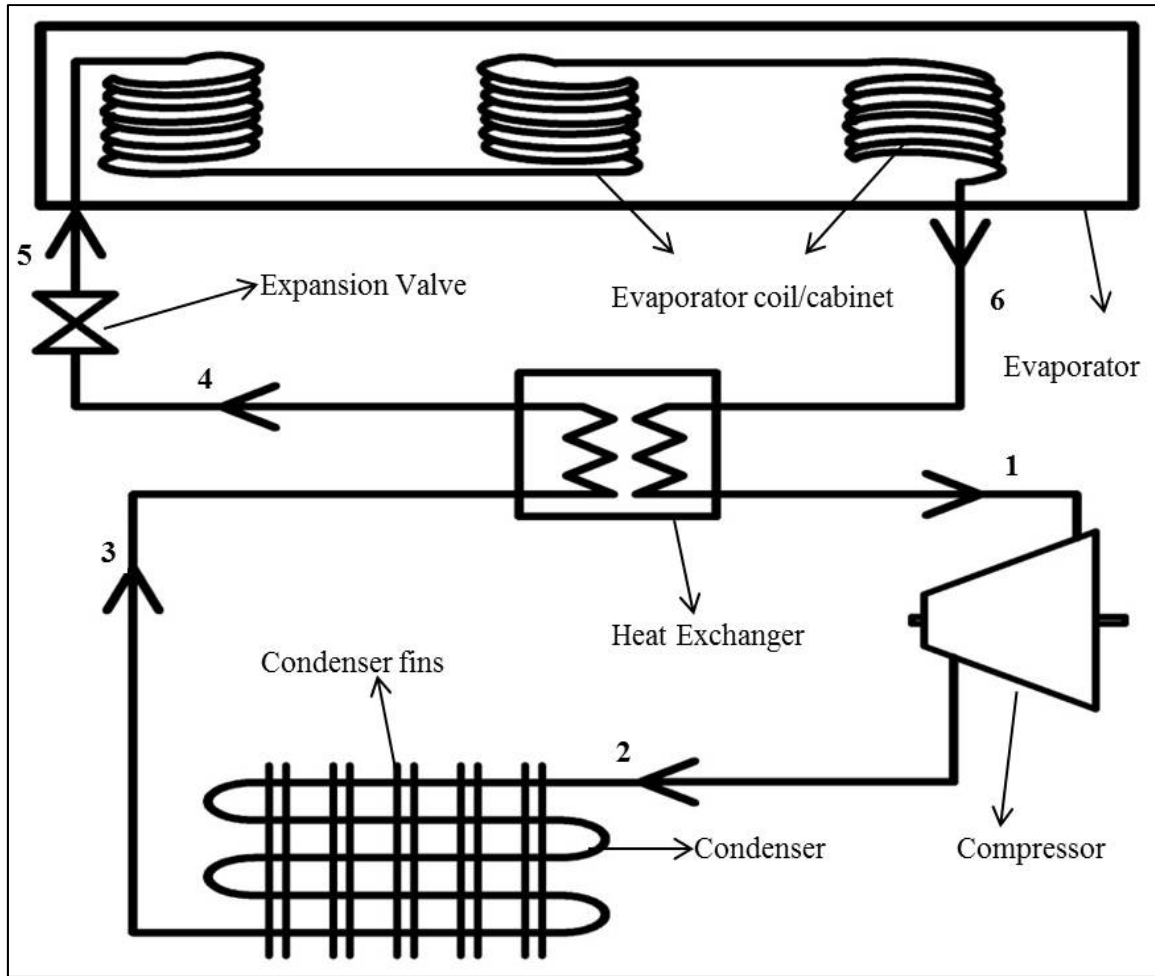 5
Expansion Valve
Evaporator coil/cabinet
6
Evaporator
4
1
3
Heat Exchanger
Condenser fins
2
Condenser
Compressor